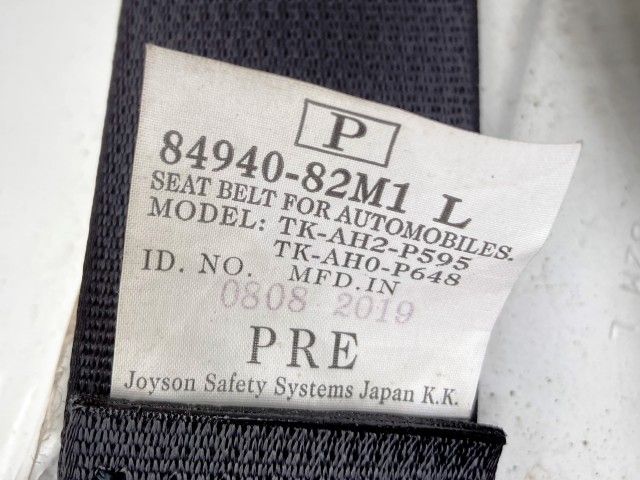 P
84940-82M1 L
SEAT BELT FOR AUTOMOBILES.
MODEL: TK-AH2-P595
TK-AH0-P648
ID. NO. MFD. IN
0808 2019
PRE
Joyson Safety Systems Japan K.K.